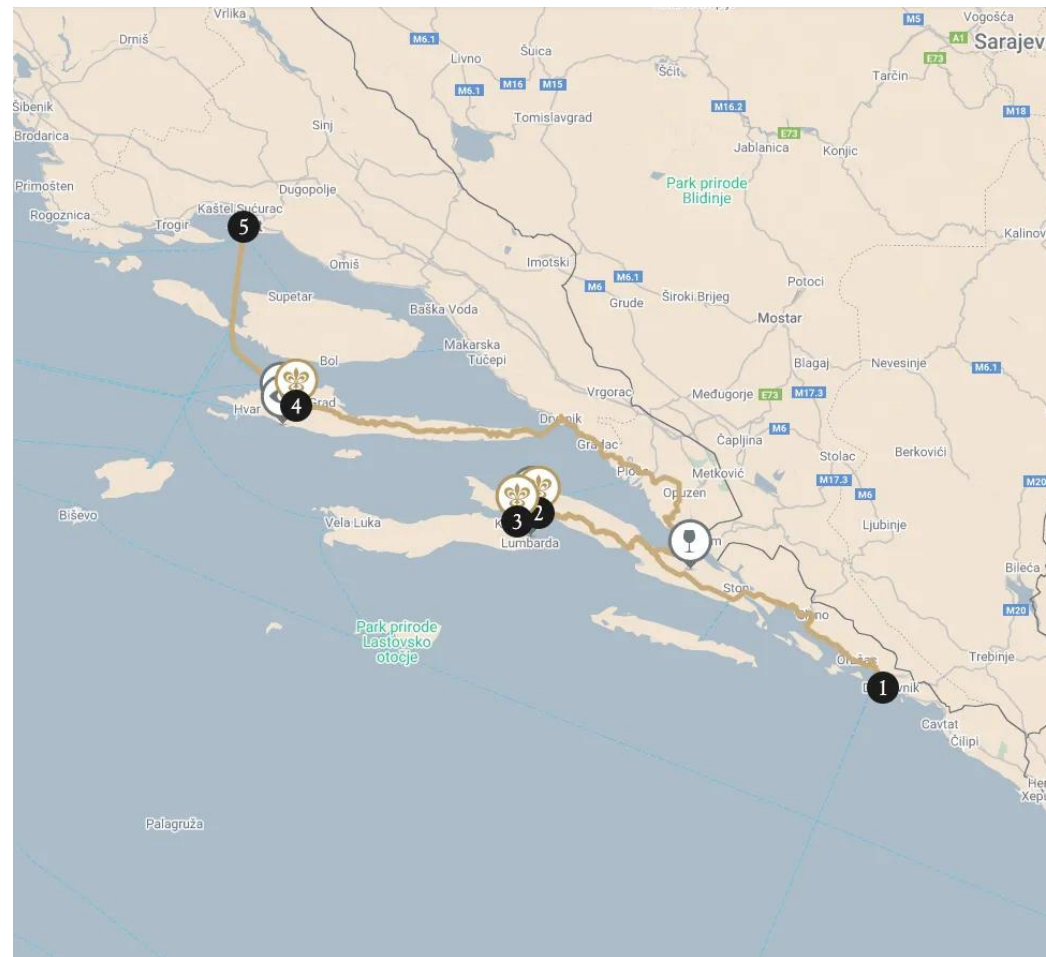 Vrlika
M5
Vogošća
Drniš
M6.1
Livno
Šuica
A1
Sarajev
E73
Šćit
Tarčin
M6.1
M16
M15
Šibenik
M16.2
M18
Tomislavgrad
Brodarica
Sinj
E73
Jablanica
Konjic
Primošten
Dugopolje
Park prirode
Blidinje
Rogoznica
Kaštel Sućurac
Trogir
5
Kalinov
Omiš
Imotski
M6.1
Potoci
M6
Grude
Široki Brijeg
Supetar
Baška Voda
Mostar
Makarska
Tučepi
Bol
Blagaj
Nevesinje
M6.1
Vrgorac
Međugorje
E73
M17.3
Hvar
4
Grad
M6
Gradac
Čapljina
Stolac
Berkovići
Metković
M17.3
M20
Opuzen
M6
Biševo
Vela Luka
3
2
Ljubinje
Lumbarda
Ston
Bileća
M20
Park prirode
Lastovsko
otočje
Trebinje
1
Cavtat
Čilipi
Palagruža